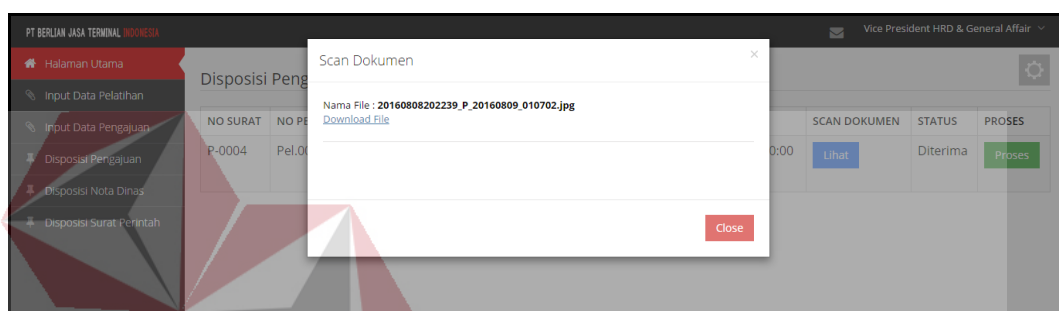 PT BERLIAN JASA TERMINAL INDONESIA
Vice President HRD & General Affair
Halaman Utama
Input Data Pelatihan
Input Data Pengajuan
Disposisi Pengajuan
Disposisi Nota Dinas
Disposisi Surat Perintah
Disposisi Peng
Scan Dokumen
×
Nama File : 20160808202239_P_20160809_010702.jpg
Download File
Close
NO SURAT NO PE SCAN DOKUMEN STATUS PROSES
P-0004 Pel.00 0:00 Lihat Diterima Proses